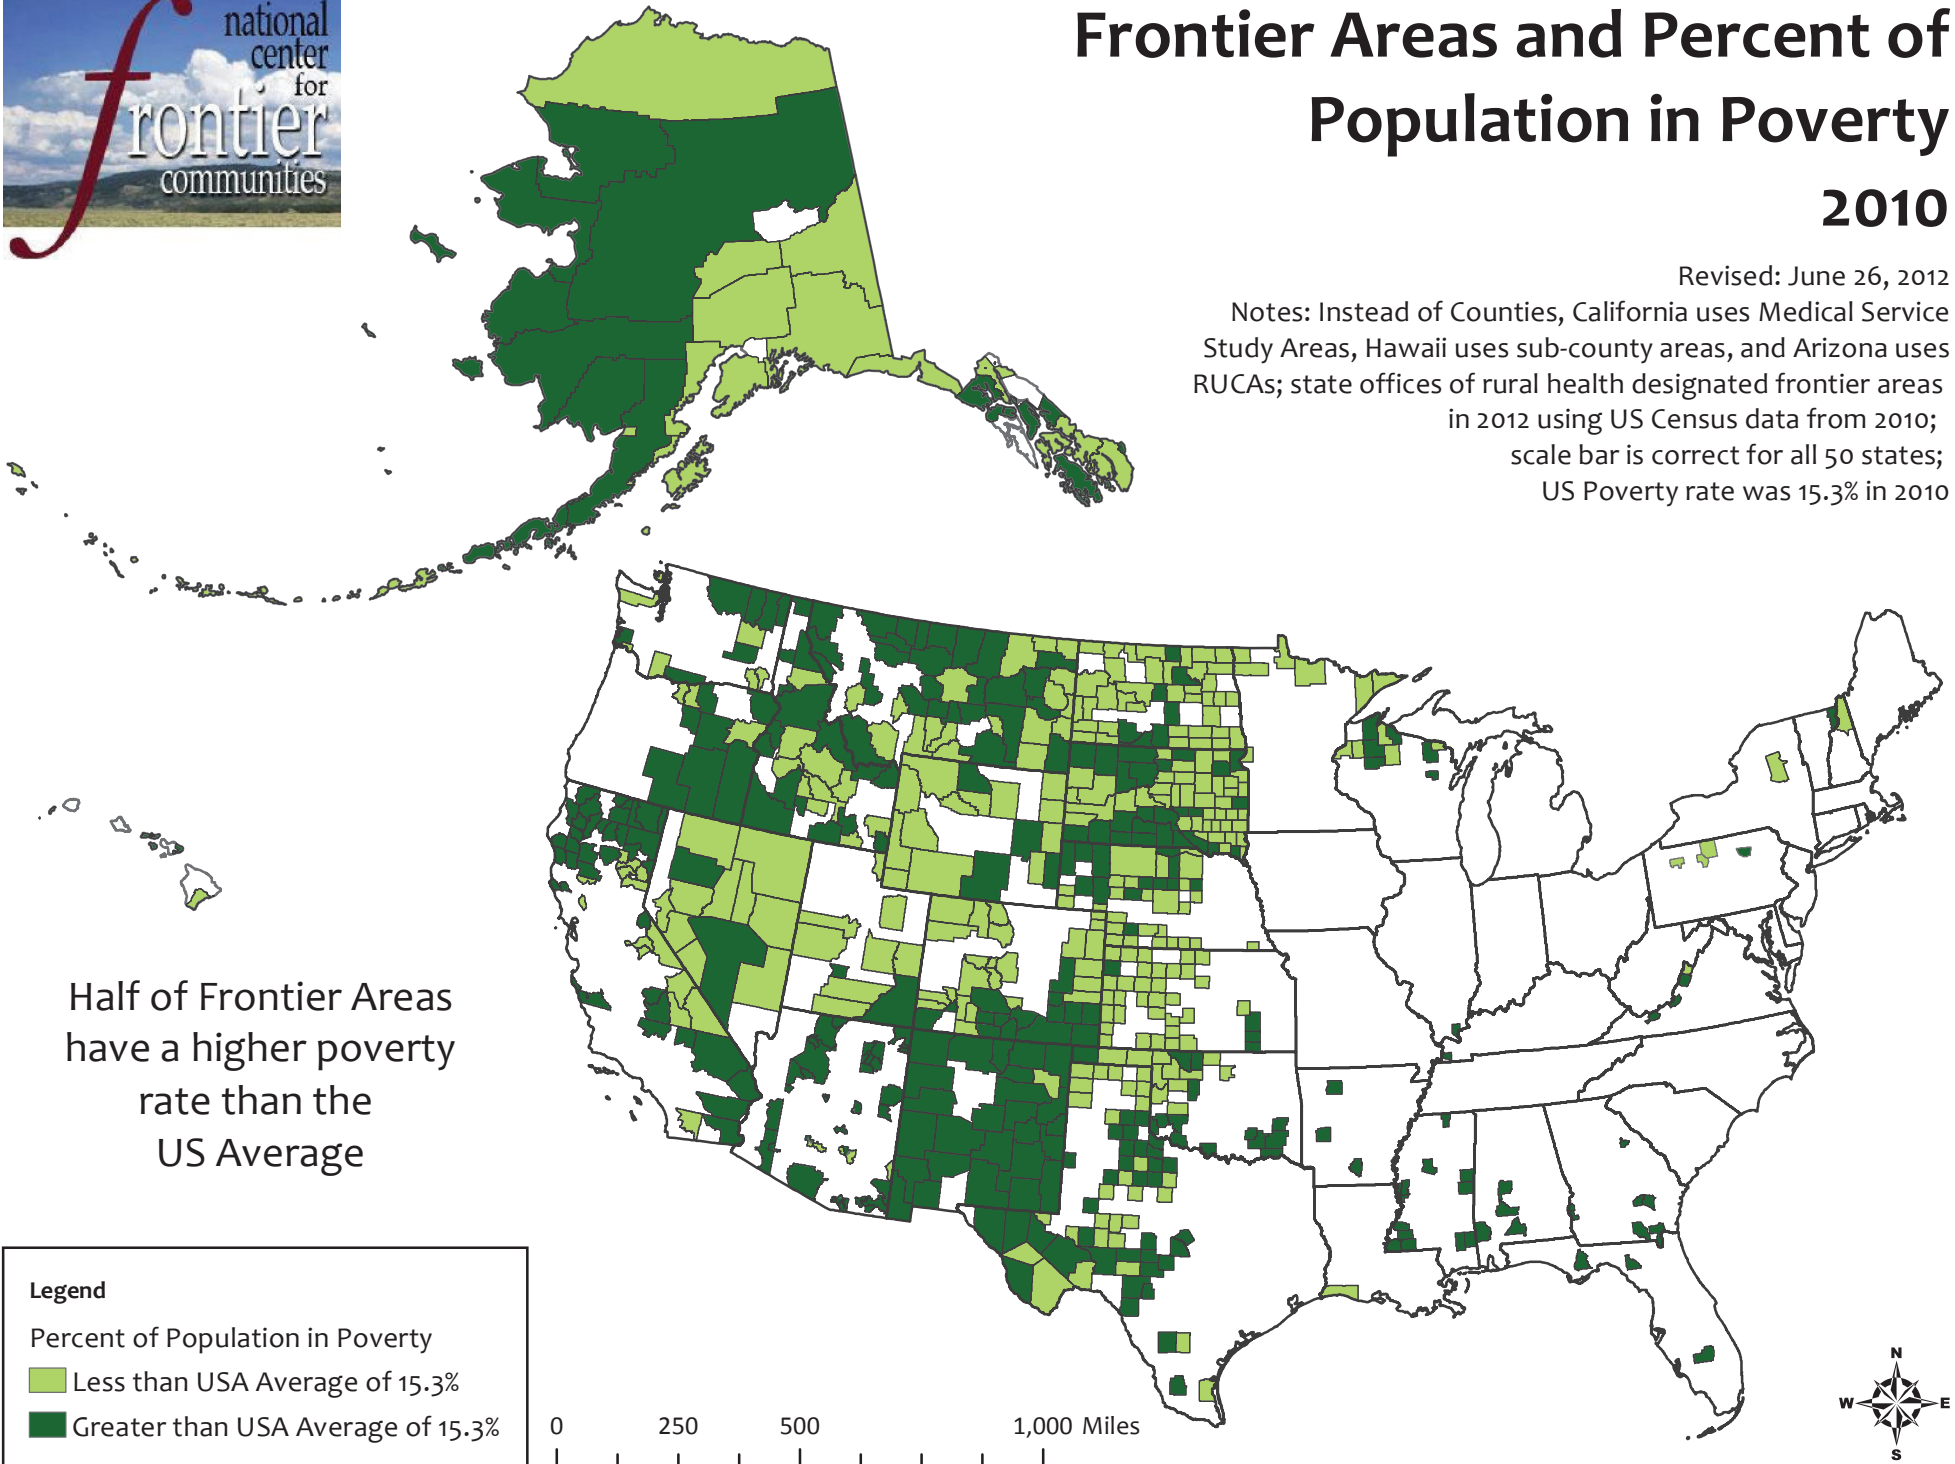 national
center
for
frontier
communities
Frontier Areas and Percent of
Population in Poverty
2010
Revised: June 26, 2012
Notes: Instead of Counties, California uses Medical Service
Study Areas, Hawaii uses sub-county areas, and Arizona uses
RUCAs; state offices of rural health designated frontier areas
in 2012 using US Census data from 2010;
scale bar is correct for all 50 states;
US Poverty rate was 15.3% in 2010
Half of Frontier Areas
have a higher poverty
rate than the
US Average
Legend
Percent of Population in Poverty
Less than USA Average of 15.3%
Greater than USA Average of 15.3%
0 250 500 1,000 Miles
N
W E
S